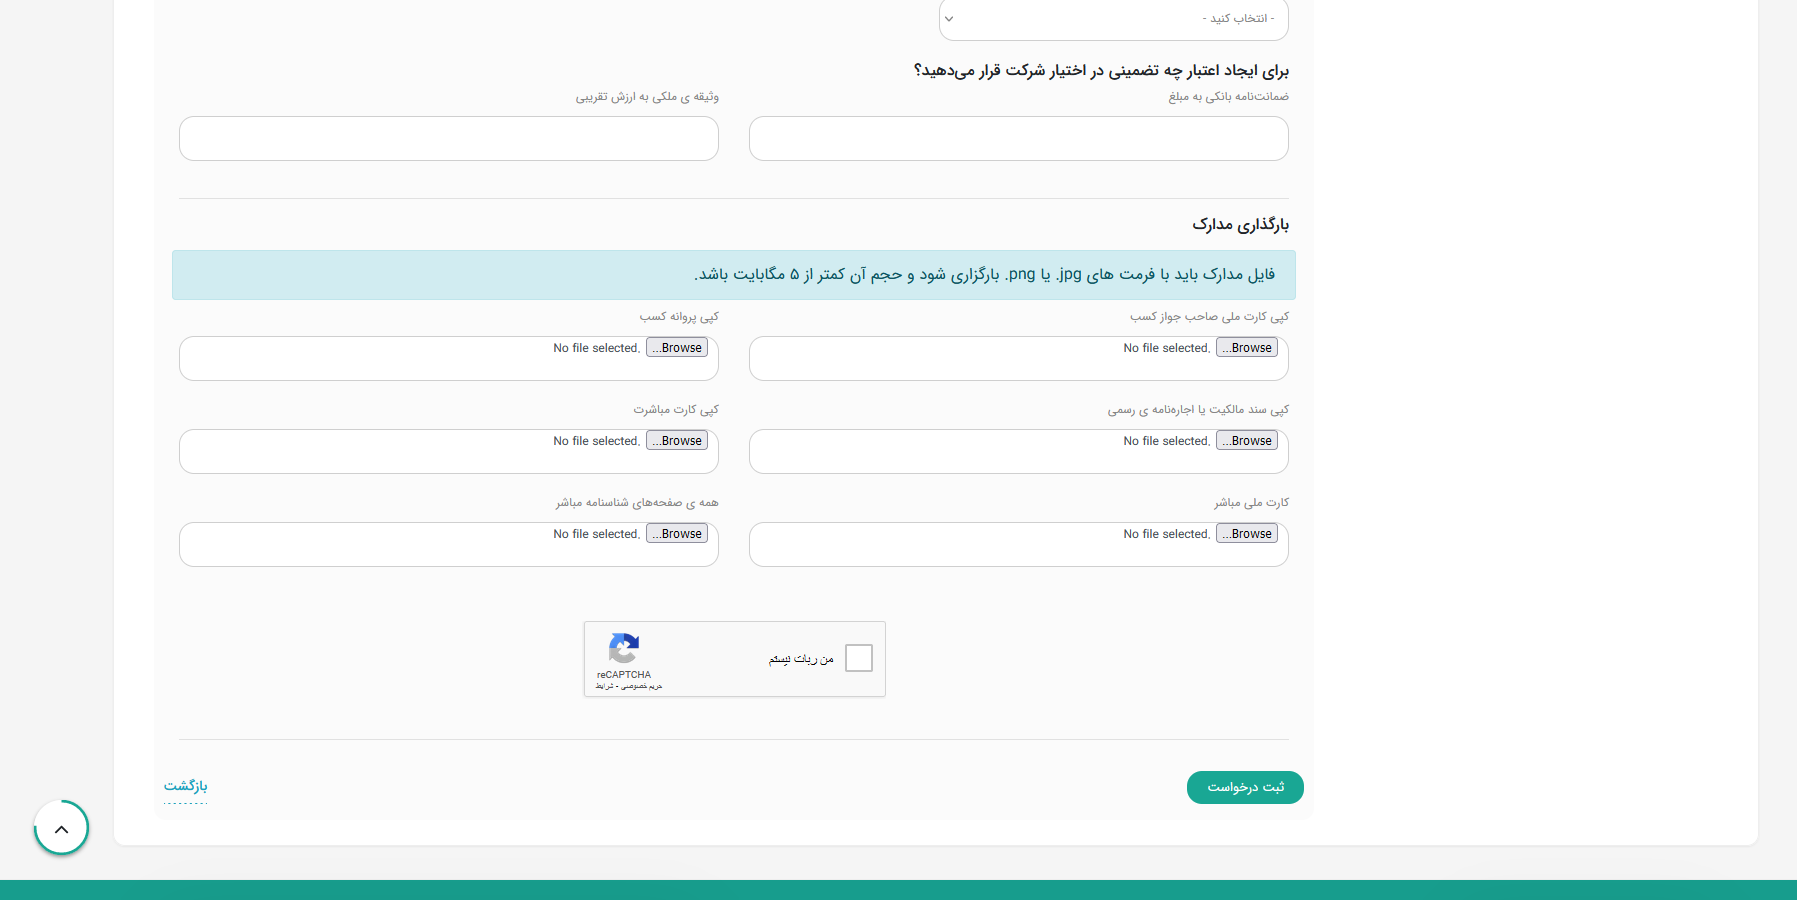 - انتخاب کنید -
برای ایجاد اعتبار چه تضمینی در اختیار شرکت قرار می‌دهید؟
ضمانت‌نامه بانکی به مبلغ
وثیقه ی ملکی به ارزش تقریبی
بارگذاری مدارک
فایل مدارک باید با فرمت های jpg. یا png. بارگزاری شود و حجم آن کمتر از ۵ مگابایت باشد.
کپی کارت ملی صاحب جواز کسب
کپی پروانه کسب
Browse... No file selected.
Browse... No file selected.
کپی سند مالکیت یا اجاره‌نامه ی رسمی
کپی کارت مباشرت
Browse... No file selected.
Browse... No file selected.
کارت ملی مباشر
همه ی صفحه‌های شناسنامه مباشر
Browse... No file selected.
Browse... No file selected.
من ربات نیستم
reCAPTCHA
حریم خصوصی - شرایط
ثبت درخواست
بازگشت